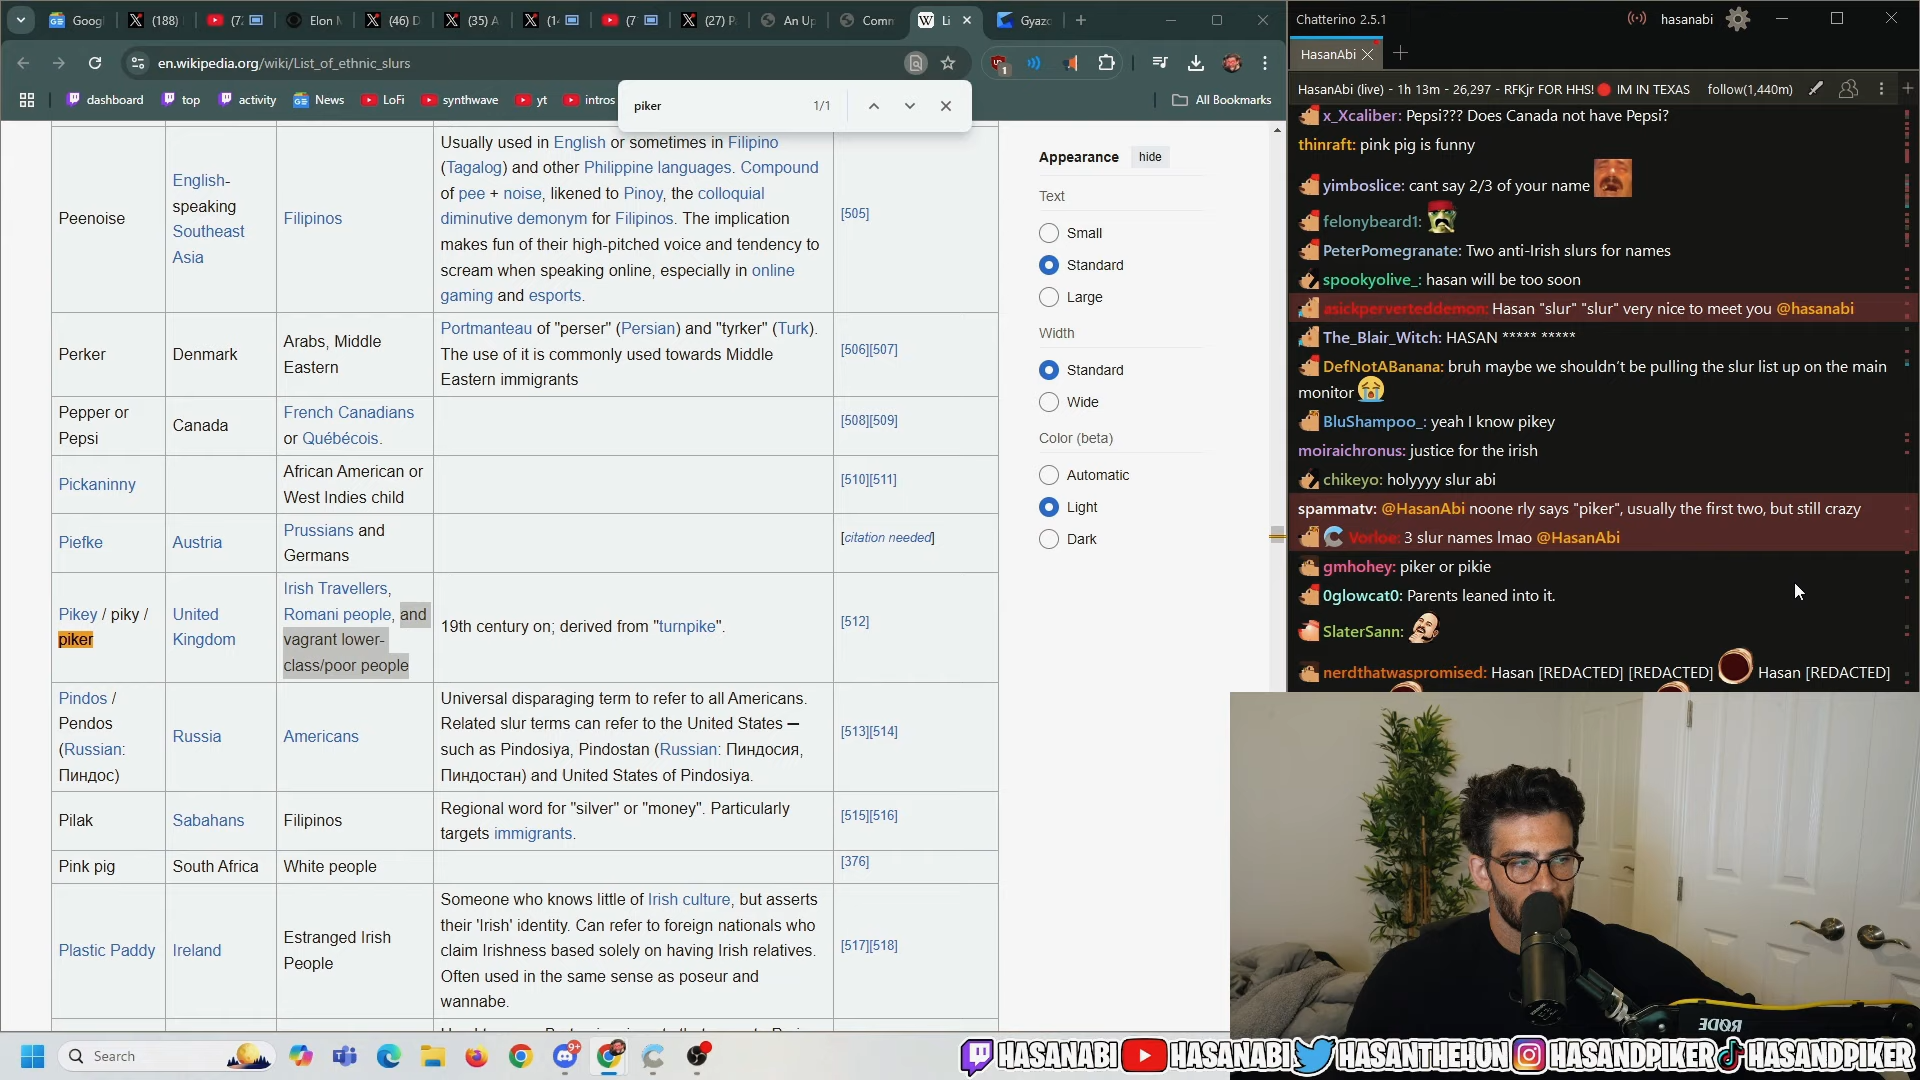 Googl
(188)
(72
Elon M
(46) D
(35) A
(14
(7
(27) P
An Up
Comm
Li
Gyazo
en.wikipedia.org/wiki/List_of_ethnic_slurs
1
dashboard
top
activity
News
LoFi
synthwave
yt
intros
All Bookmarks
piker
1/1
Peenoise
English-
speaking
Southeast
Asia
Filipinos
Usually used in English or sometimes in Filipino
(Tagalog) and other Philippine languages. Compound
of pee + noise, likened to Pinoy, the colloquial
diminutive demonym for Filipinos. The implication
makes fun of their high-pitched voice and tendency to
scream when speaking online, especially in online
gaming and esports.
[505]
Perker
Denmark
Arabs, Middle
Eastern
Portmanteau of "perser" (Persian) and "tyrker" (Turk).
The use of it is commonly used towards Middle
Eastern immigrants
[506][507]
Pepper or
Pepsi
Canada
French Canadians
or Québécois.
[508][509]
Pickaninny
African American or
West Indies child
[510][511]
Piefke
Austria
Prussians and
Germans
[citation needed]
Pikey / piky /
piker
United
Kingdom
Irish Travellers,
Romani people, and
vagrant lower-
class/poor people
19th century on; derived from "turnpike".
[512]
Pindos /
Pendos
(Russian:
Пиндос)
Russia
Americans
Universal disparaging term to refer to all Americans.
Related slur terms can refer to the United States —
such as Pindosiya, Pindostan (Russian: Пиндосия,
Пиндостан) and United States of Pindosiya.
[513][514]
Pilak
Sabahans
Filipinos
Regional word for "silver" or "money". Particularly
targets immigrants.
[515][516]
Pink pig
South Africa
White people
[376]
Plastic Paddy
Ireland
Estranged Irish
People
Someone who knows little of Irish culture, but asserts
their 'Irish' identity. Can refer to foreign nationals who
claim Irishness based solely on having Irish relatives.
Often used in the same sense as poseur and
wannabe.
[517][518]
Appearance
hide
Text
Small
Standard
Large
Width
Standard
Wide
Color (beta)
Automatic
Light
Dark
Chatterino 2.5.1
hasanabi
HasanAbi
HasanAbi (live) - 1h 13m - 26,297 - RFKjr FOR HHS! IM IN TEXAS
follow(1,440m)
x_Xcaliber: Pepsi??? Does Canada not have Pepsi?
thinraft: pink pig is funny
yimboslice: cant say 2/3 of your name
felonybeard1:
PeterPomegranate: Two anti-Irish slurs for names
spookyolive_: hasan will be too soon
asickperverteddemon: Hasan "slur" "slur" very nice to meet you @hasanabi
The_Blair_Witch: HASAN ***** *****
DefNotABanana: bruh maybe we shouldn't be pulling the slur list up on the main
monitor
BluShampoo_: yeah I know pikey
moiraichronus: justice for the irish
chikeyo: holyyyy slur abi
spammatv: @HasanAbi noone rly says "piker", usually the first two, but still crazy
Vorloe: 3 slur names lmao @HasanAbi
gmhohey: piker or pikie
0glowcat0: Parents leaned into it.
SlaterSann:
nerdthatwaspromised: Hasan [REDACTED] [REDACTED] Hasan [REDACTED]
RØDE
Search
9+
HASANABI
HASANABI
HASANTHEHUN
HASANDPIKER
HASANDPIKER